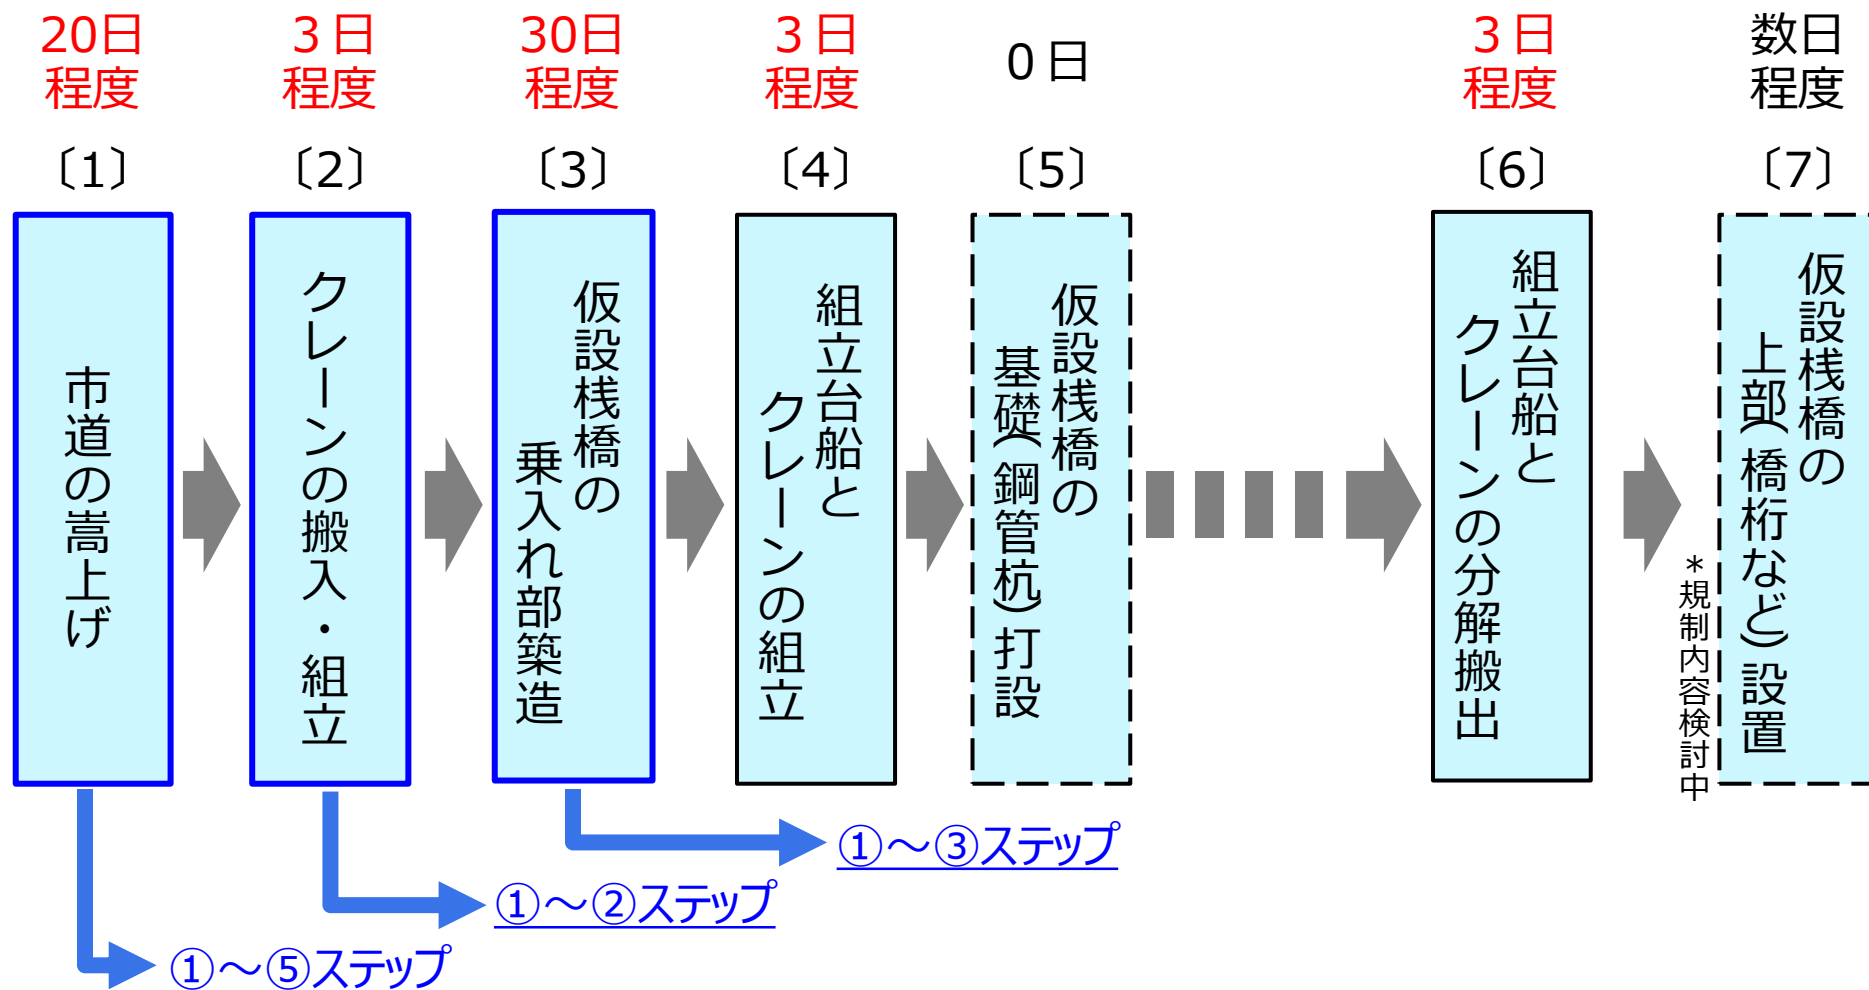 20日
程度
３日
程度
30日
程度
３日
程度
０日
３日
程度
数日
程度
〔1〕
〔2〕
〔3〕
〔4〕
〔5〕
〔6〕
〔7〕
市道の嵩上げ
クレーンの搬入・組立
仮設桟橋の
乗入れ部築造
組立台船と
クレーンの組立
仮設桟橋の
基礎(鋼管杭)打設
組立台船と
クレーンの分解搬出
仮設桟橋の
上部(橋桁など)設置
＊規制内容検討中
①～③ステップ
①～②ステップ
①～⑤ステップ